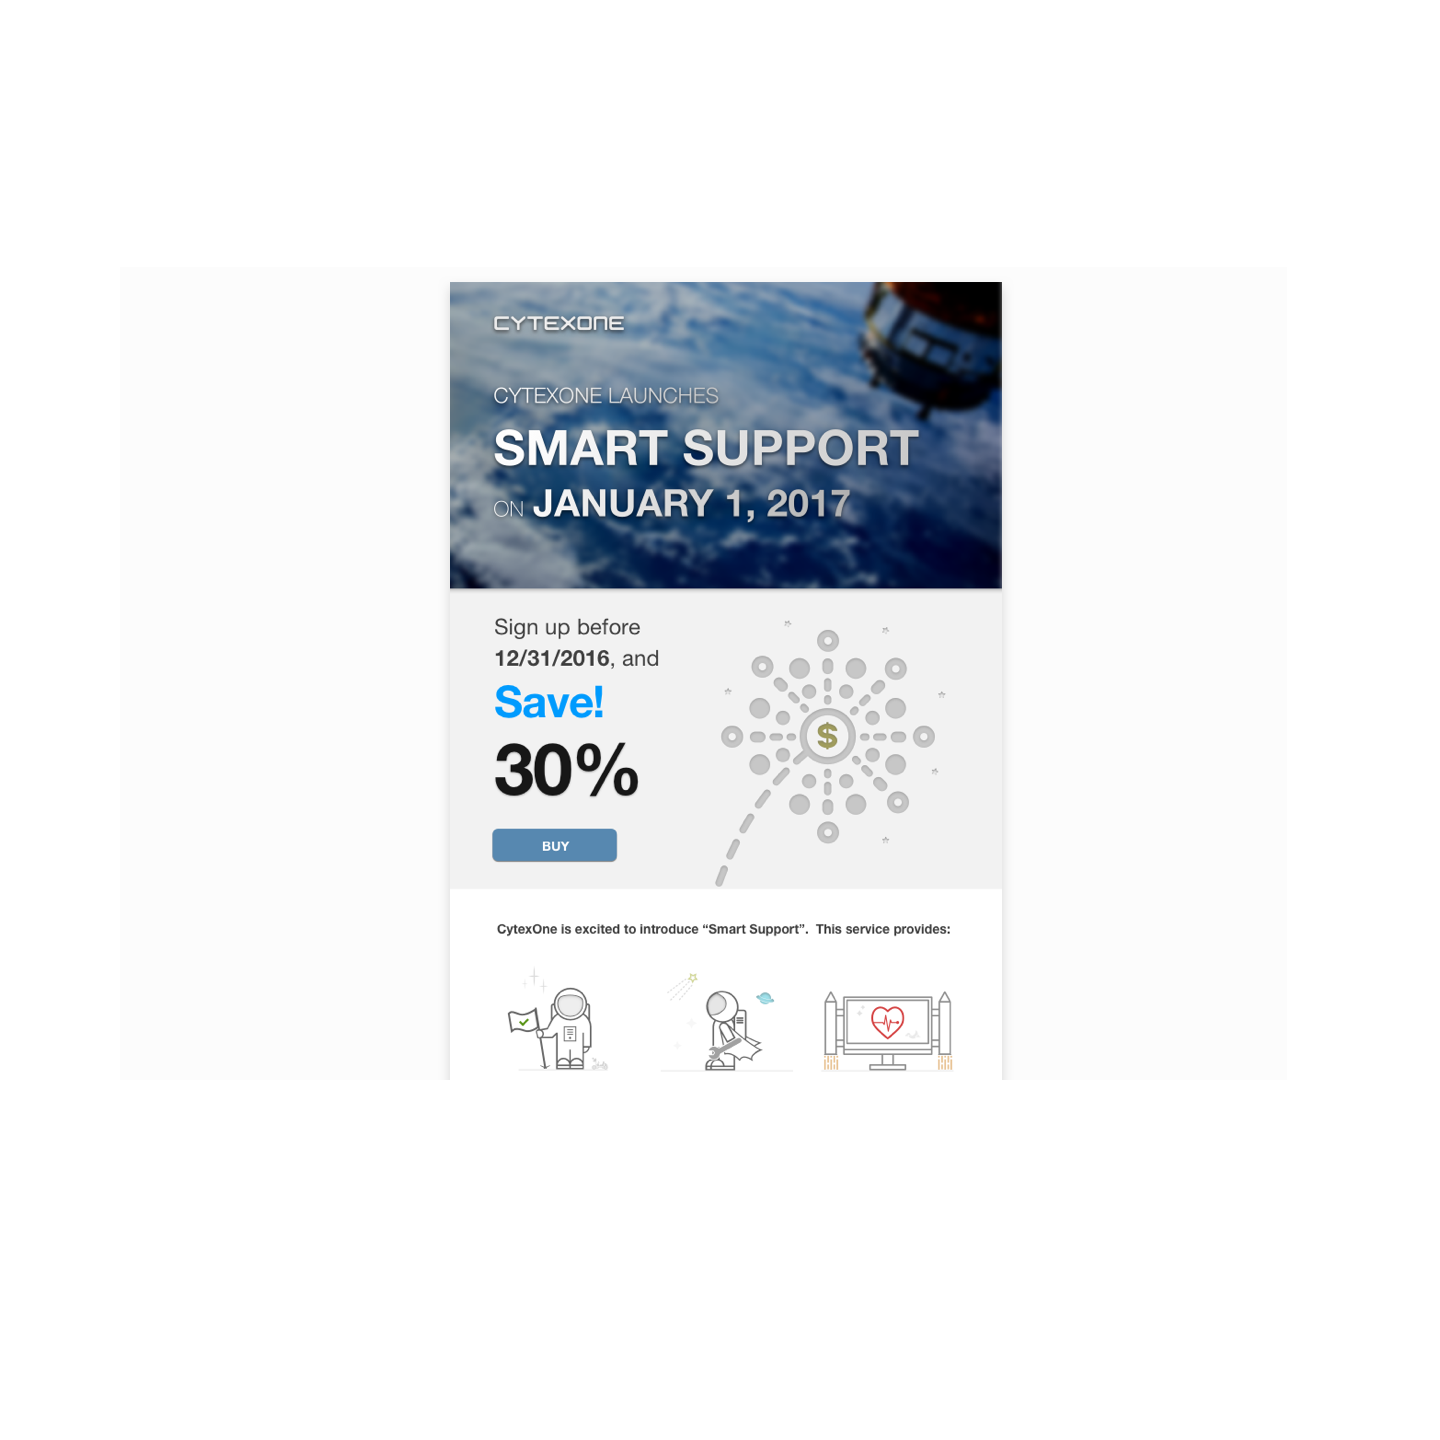 CYTEXONE
CYTEXONE LAUNCHES
SMART SUPPORT
ON JANUARY 1, 2017
Sign up before
12/31/2016, and
Save!
30%
$
BUY
CytexOne is excited to introduce “Smart Support”. This service provides: